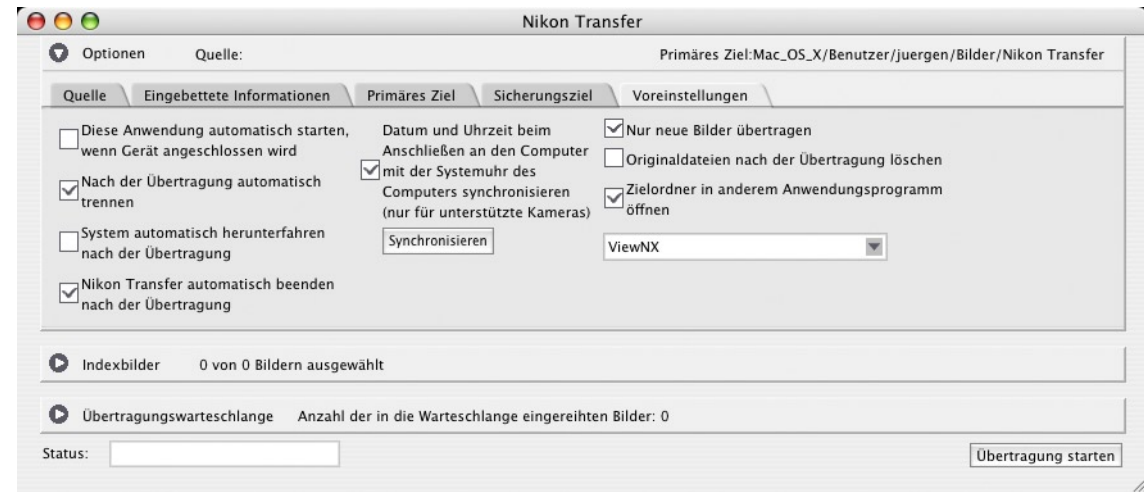 Nikon Transfer
Optionen Quelle: Primäres Ziel:Mac_OS_X/Benutzer/juergen/Bilder/Nikon Transfer
Quelle Eingebettete Informationen Primäres Ziel Sicherungsziel Voreinstellungen
Diese Anwendung automatisch starten,
wenn Gerät angeschlossen wird
Nach der Übertragung automatisch
trennen
System automatisch herunterfahren
nach der Übertragung
Nikon Transfer automatisch beenden
nach der Übertragung
Datum und Uhrzeit beim
Anschließen an den Computer
mit der Systemuhr des
Computers synchronisieren
(nur für unterstützte Kameras)
Synchronisieren
Nur neue Bilder übertragen
Originaldateien nach der Übertragung löschen
Zielordner in anderem Anwendungsprogramm
öffnen
ViewNX
Indexbilder 0 von 0 Bildern ausgewählt
Übertragungswarteschlange Anzahl der in die Warteschlange eingereihten Bilder: 0
Status: Übertragung starten